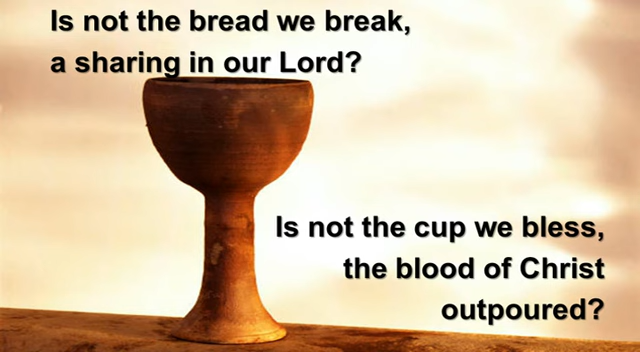 Is not the bread we break,
a sharing in our Lord?
Is not the cup we bless,
the blood of Christ
outpoured?